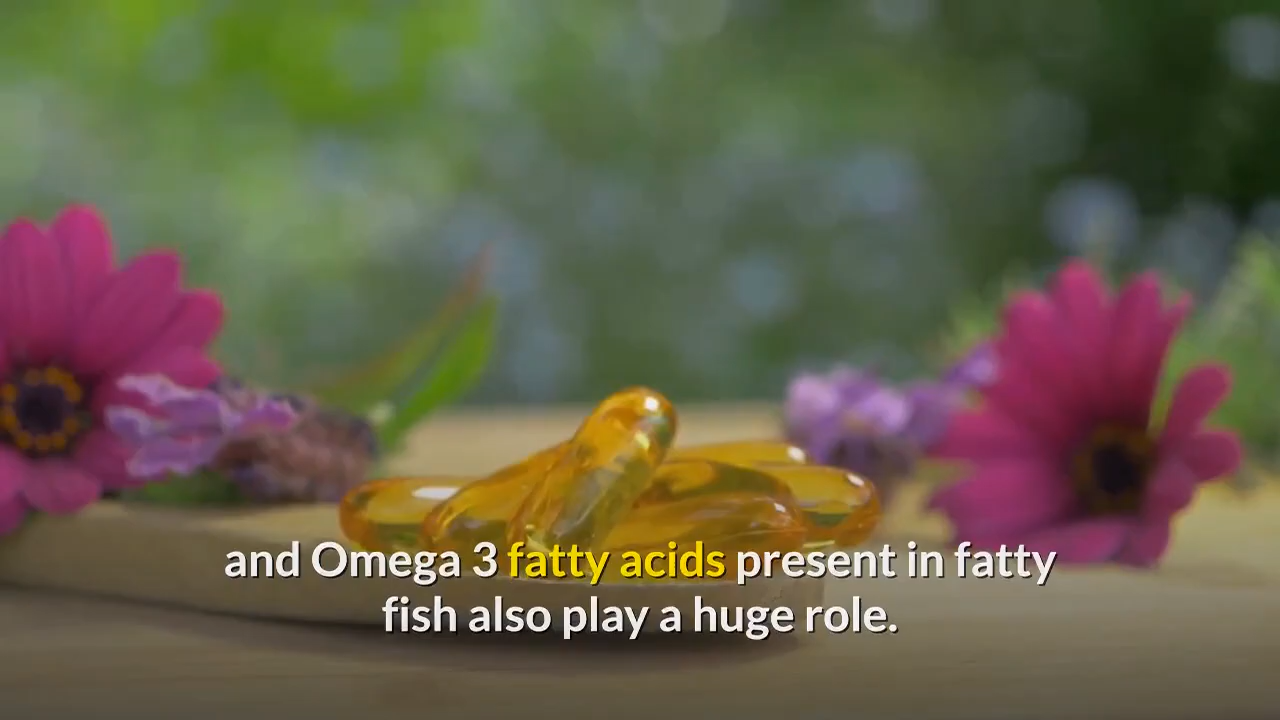 and Omega 3 fatty acids present in fatty
fish also play a huge role.